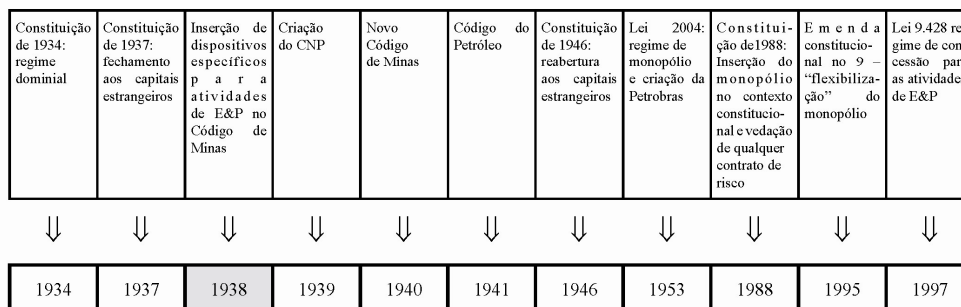 Constituição
de 1934:
regime
dominial
Constituição
de 1937:
fechamento
aos capitais
estrangeiros
Inserção de
dispositivos
específicos
para
atividades
de E&P no
Código de
Minas
Criação
do CNP
Novo
Código
de Minas
Código do
Petróleo
Constituição
de 1946:
reabertura
aos capitais
estrangeiros
Lei 2004:
regime de
monopólio
e criação da
Petrobras
Constitui-
ção de1988:
Inserção do
monopólio
no contexto
constitucio-
nal e vedação
de qualquer
contrato de
risco
Emenda
constitucio-
nal no 9 –
“flexibiliza-
ção” do
monopólio
Lei 9.428 re
gime de con
cessão par
as atividade
de E&P
1934
1937
1938
1939
1940
1941
1946
1953
1988
1995
1997